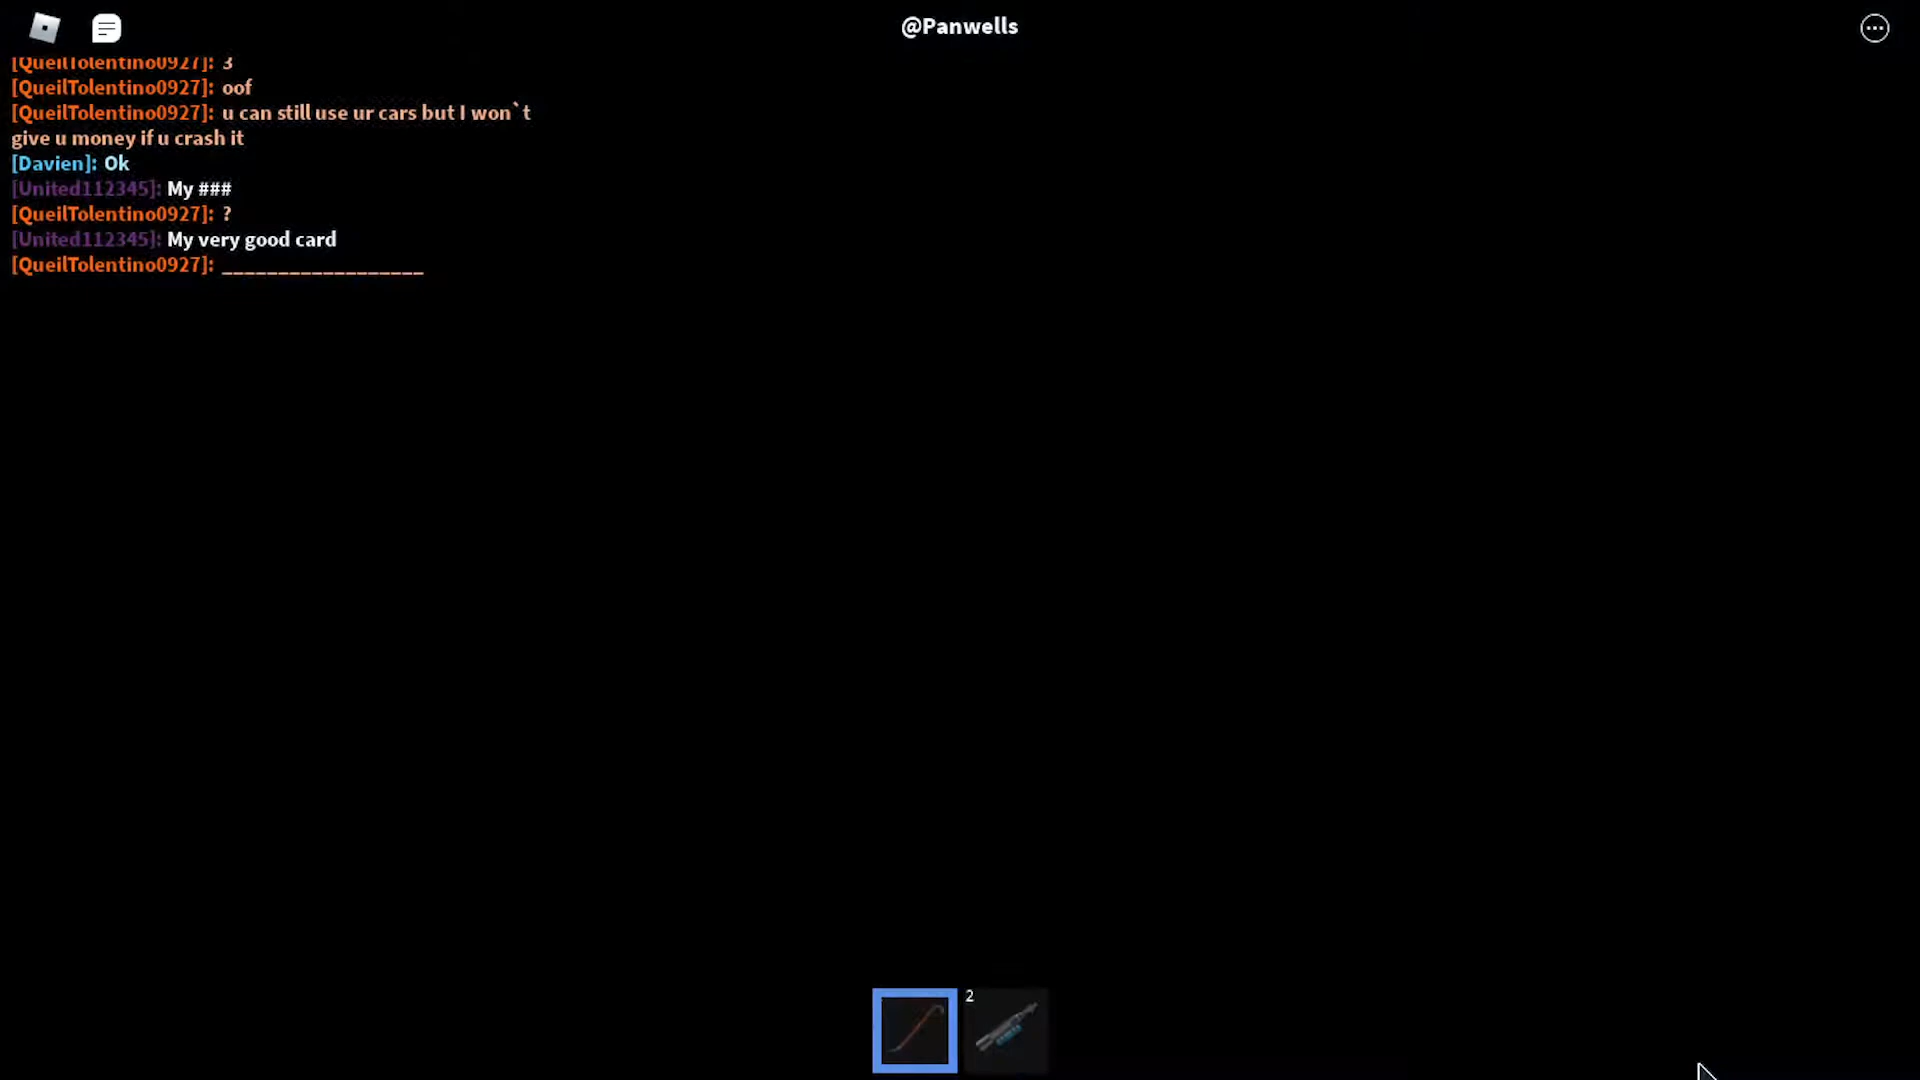 @Panwells
[QueilTolentino0927]: 3
[QueilTolentino0927]: oof
[QueilTolentino0927]: u can still use ur cars but I won`t
give u money if u crash it
[Davien]: Ok
[United112345]: My ###
[QueilTolentino0927]: ?
[United112345]: My very good card
[QueilTolentino0927]: __________________
2